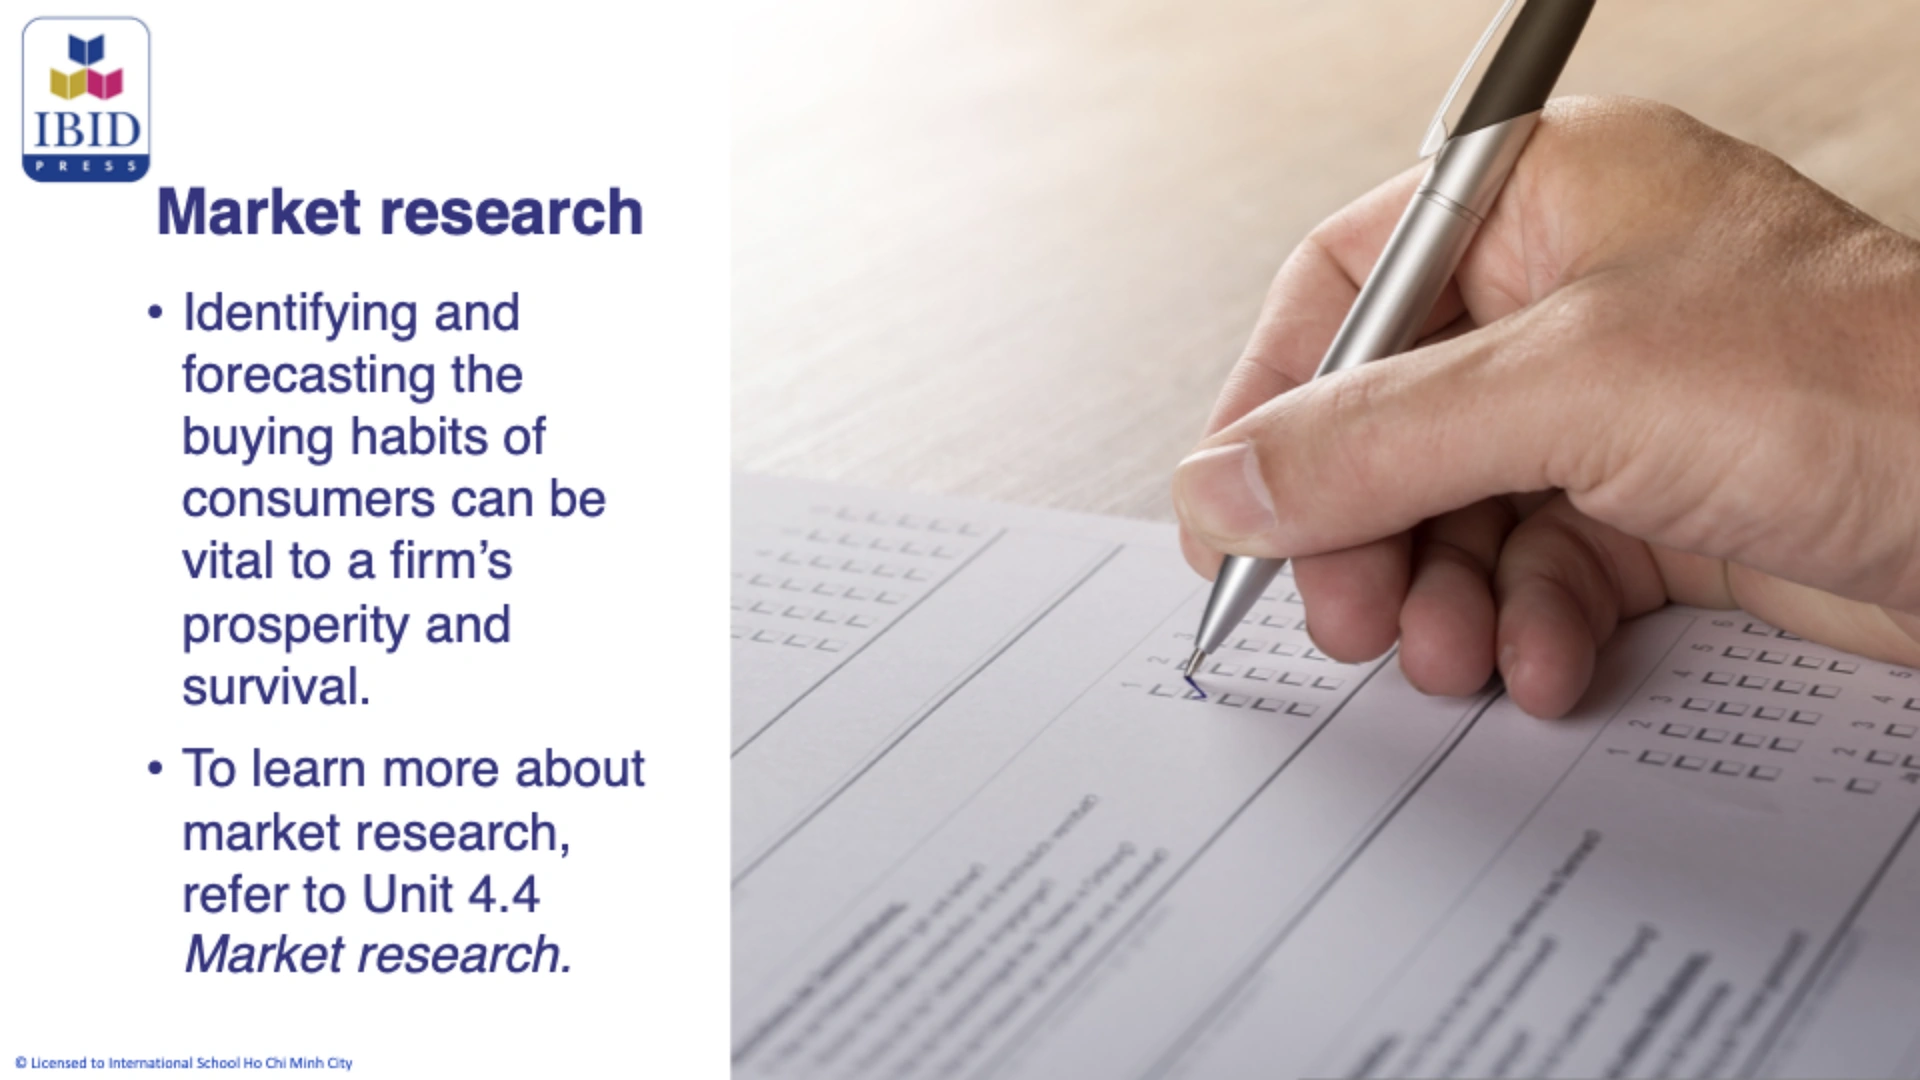 IBID
PRESS
Market research
• Identifying and
forecasting the
buying habits of
consumers can be
vital to a firm’s
prosperity and
survival.
• To learn more about
market research,
refer to Unit 4.4
Market research.
© Licensed to International School Ho Chi Minh City